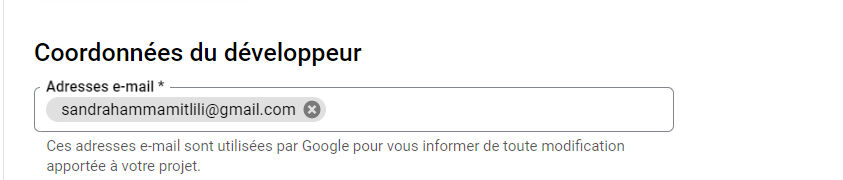 Coordonnées du développeur
Adresses e-mail *
sandrahammamitlili@gmail.com
Ces adresses e-mail sont utilisées par Google pour vous informer de toute modification
apportée à votre projet.